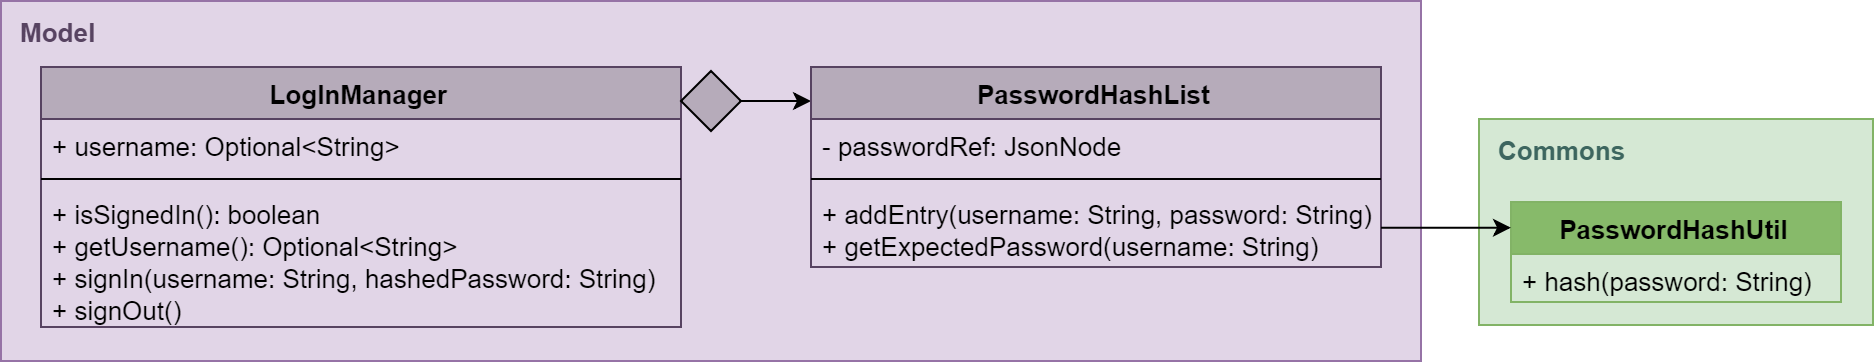 Model
LogInManager
+ username: Optional<String>
+ isSignedIn(): boolean
+ getUsername(): Optional<String>
+ signIn(username: String, hashedPassword: String)
+ signOut()
PasswordHashList
- passwordRef: JsonNode
+ addEntry(username: String, password: String)
+ getExpectedPassword(username: String)
Commons
PasswordHashUtil
+ hash(password: String)